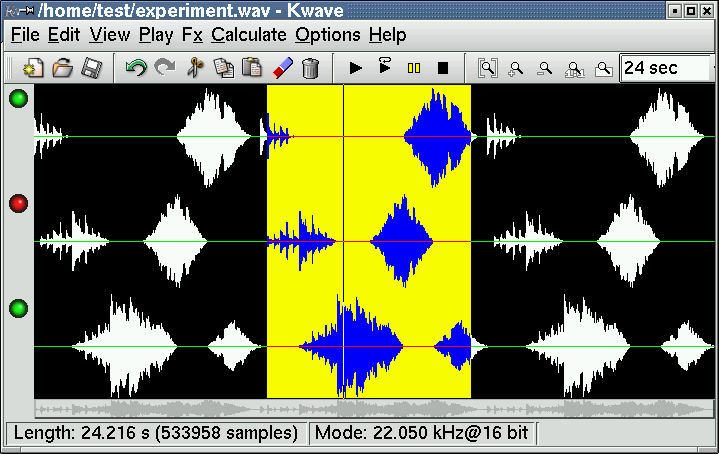 /home/test/experiment.wav - Kwave
File Edit View Play Fx Calculate Options Help
24 sec
Length: 24.216 s (533958 samples) Mode: 22.050 kHz@16 bit